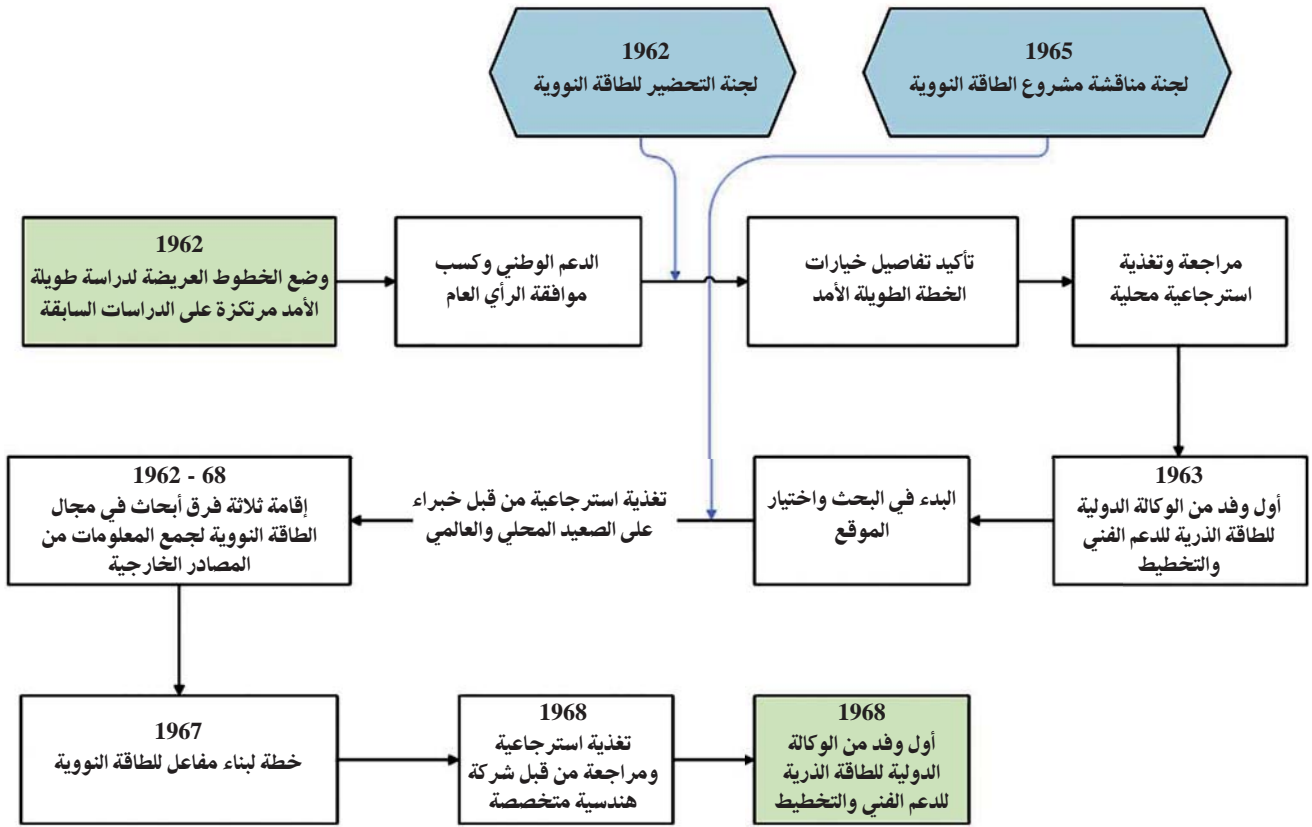 1962
لجنة التحضير للطاقة النووية
1965
لجنة مناقشة مشروع الطاقة النووية
1962
وضع الخطوط العريضة لدراسة طويلة
الأمد مرتكزة على الدراسات السابقة
الدعم الوطني وكسب
موافقة الرأي العام
تأكيد تفاصيل خيارات
الخطة الطويلة الأمد
مراجعة وتغذية
استرجاعية محلية
1963
أول وفد من الوكالة الدولية
للطاقة الذرية للدعم الفني
والتخطيط
البدء في البحث واختيار
الموقع
تغذية استرجاعية من قبل خبراء
على الصعيد المحلي والعالمي
1962 - 68
إقامة ثلاثة فرق أبحاث في مجال
الطاقة النووية لجمع المعلومات من
المصادر الخارجية
1967
خطة لبناء مفاعل للطاقة النووية
1968
تغذية استرجاعية
ومراجعة من قبل شركة
هندسية متخصصة
1968
أول وفد من الوكالة
الدولية للطاقة الذرية
للدعم الفني والتخطيط